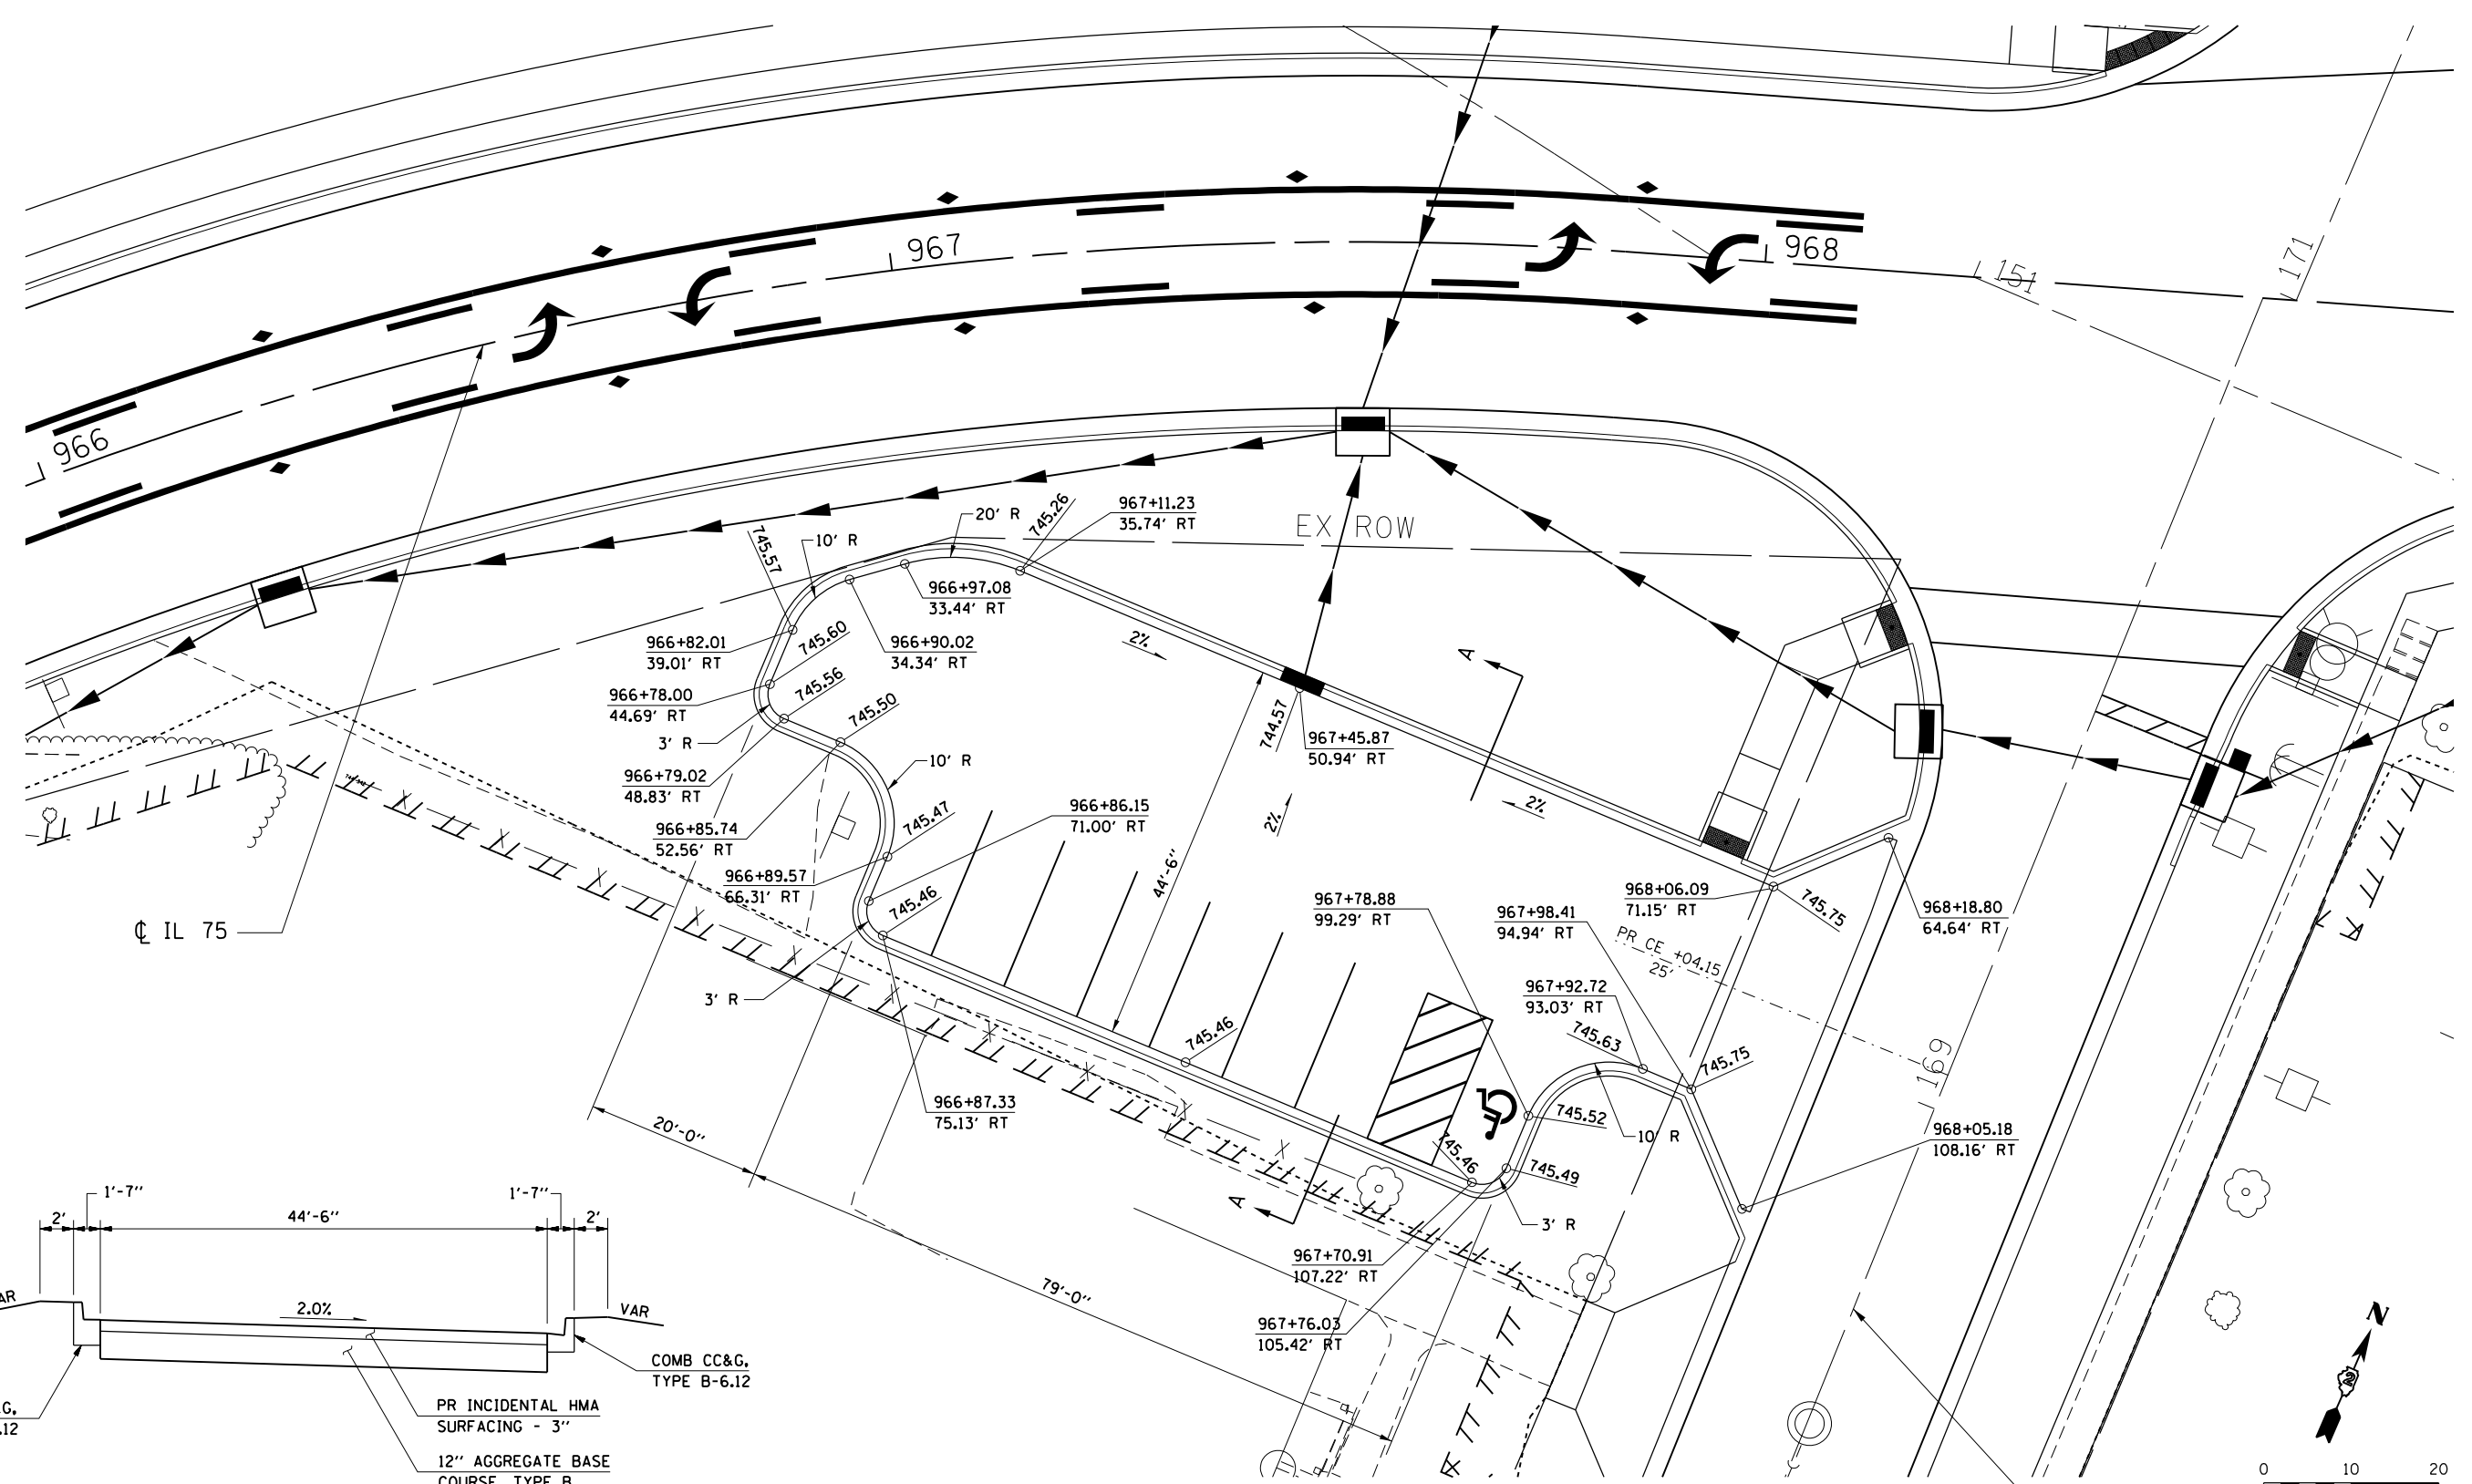 967
968
966
151
171
169
EX ROW
℄ IL 75
745.57
10' R
20' R
745.26
967+11.23
35.74' RT
966+97.08
33.44' RT
966+82.01
39.01' RT
745.60
966+90.02
34.34' RT
966+78.00
44.69' RT
745.56
745.50
3' R
966+79.02
48.83' RT
10' R
966+85.74
52.56' RT
745.47
966+86.15
71.00' RT
966+89.57
66.31' RT
745.46
3' R
966+87.33
75.13' RT
2%
744.57
967+45.87
50.94' RT
A
2%
2%
44'-6"
745.46
967+78.88
99.29' RT
967+98.41
94.94' RT
968+06.09
71.15' RT
745.75
968+18.80
64.64' RT
PR CE +04.15
25'
967+92.72
93.03' RT
745.63
745.75
745.52
10' R
968+05.18
108.16' RT
745.46
745.49
3' R
967+70.91
107.22' RT
967+76.03
105.42' RT
A
20'-0"
79'-0"
1'-7"
1'-7"
2'
44'-6"
2'
AR
2.0%
VAR
COMB CC&G,
TYPE B-6.12
PR INCIDENTAL HMA
SURFACING - 3"
G,
.12
12" AGGREGATE BASE
COURSE, TYPE B
N
0 10 20